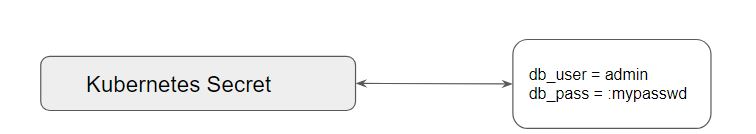 Kubernetes Secret
db_user = admin
db_pass = :mypasswd